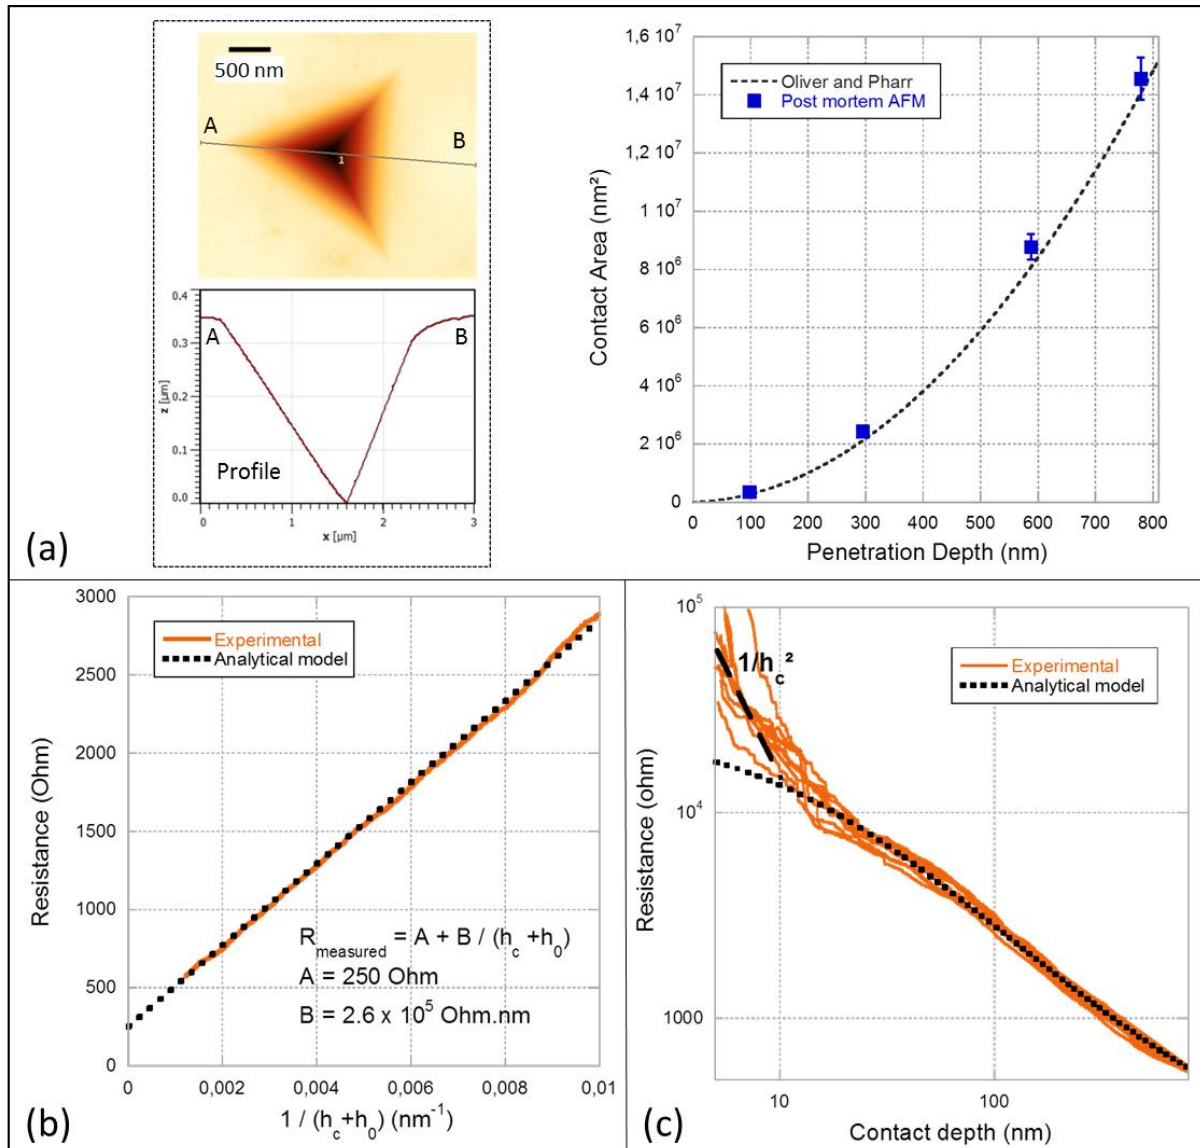 500 nm
A
B
1
0.4
0.3
0.2
0.1
0.0
z [µm]
A
B
Profile
0
1
2
3
x [µm]
(a)
1,6 10⁷
1,4 10⁷
1,2 10⁷
1 10⁷
8 10⁶
6 10⁶
4 10⁶
2 10⁶
0
Contact Area (nm²)
Oliver and Pharr
Post mortem AFM
0 100 200 300 400 500 600 700 800
Penetration Depth (nm)
3000
2500
2000
1500
1000
500
0
Resistance (Ohm)
Experimental
Analytical model
R_measured = A + B / (h_c +h_0)
A = 250 Ohm
B = 2.6 x 10⁵ Ohm.nm
0 0,002 0,004 0,006 0,008 0,01
1 / (h_c+h_0) (nm⁻¹)
(b)
10⁵
10⁴
1000
Resistance (ohm)
1/h_c²
Experimental
Analytical model
10 100
Contact depth (nm)
(c)